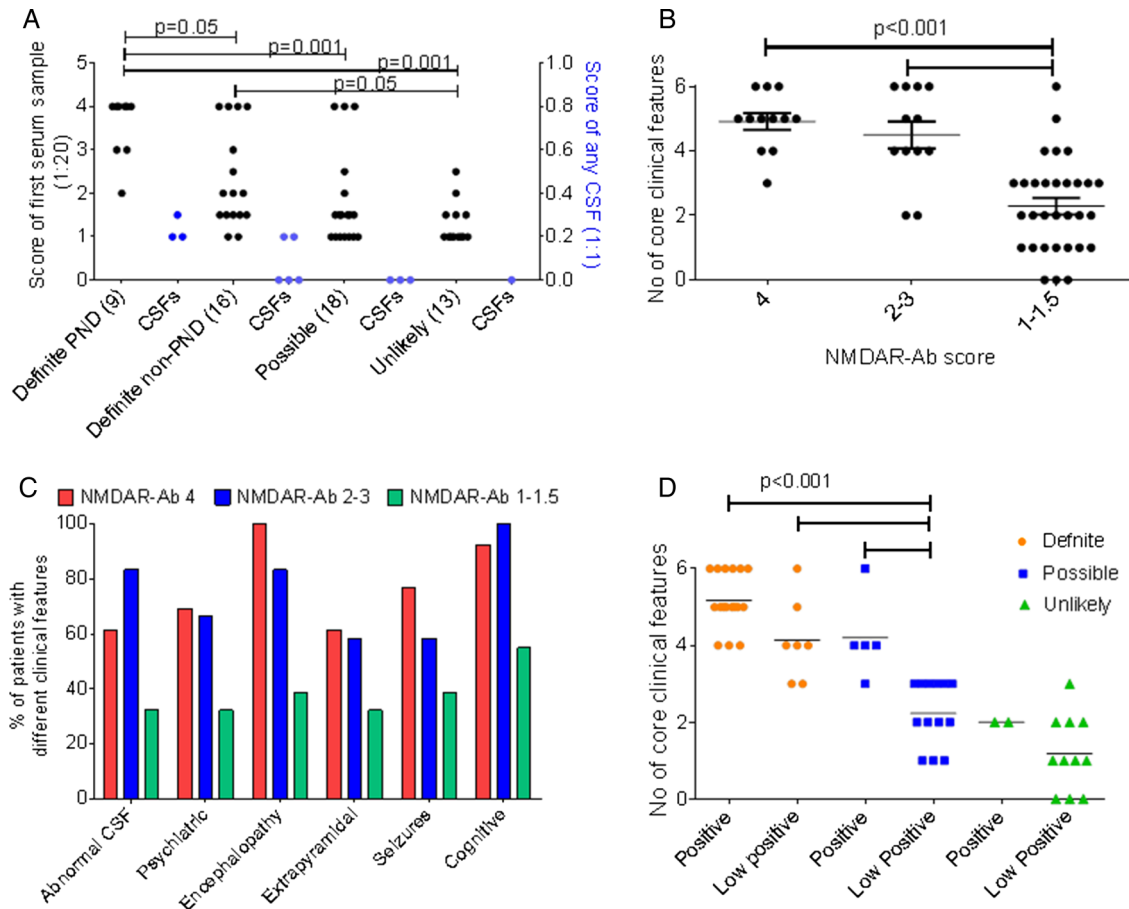 A
p=0.05
p=0.001
p=0.001
p=0.05
Score of first serum sample
(1:20)
5
4
3
2
1
0
1.0
0.8
0.6
0.4
0.2
0.0
Score of any CSF (1:1)
Definite PND (9)
CSFs
Definite non-PND (16)
CSFs
Possible (18)
CSFs
Unlikely (13)
CSFs
B
p<0.001
No of core clinical features
6
4
2
0
4
2-3
1-1.5
NMDAR-Ab score
C
NMDAR-Ab 4
NMDAR-Ab 2-3
NMDAR-Ab 1-1.5
% of patients with
different clinical features
100
80
60
40
20
0
Abnormal CSF
Psychiatric
Encephalopathy
Extrapyramidal
Seizures
Cognitive
D
p<0.001
Defnite
Possible
Unlikely
No of core clinical features
6
4
2
0
Positive
Low positive
Positive
Low Positive
Positive
Low Positive